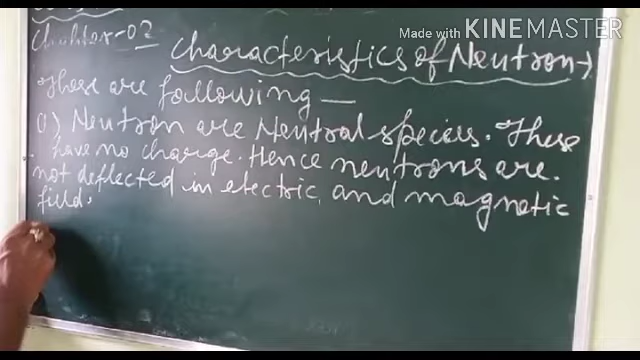 Made with KINEMASTER
Chapter-02
Characteristics of Neutron→
These are following —
(1) Neutron are Neutral species. These
have no charge. Hence neutrons are.
not deflected in electric, and magnetic
field.